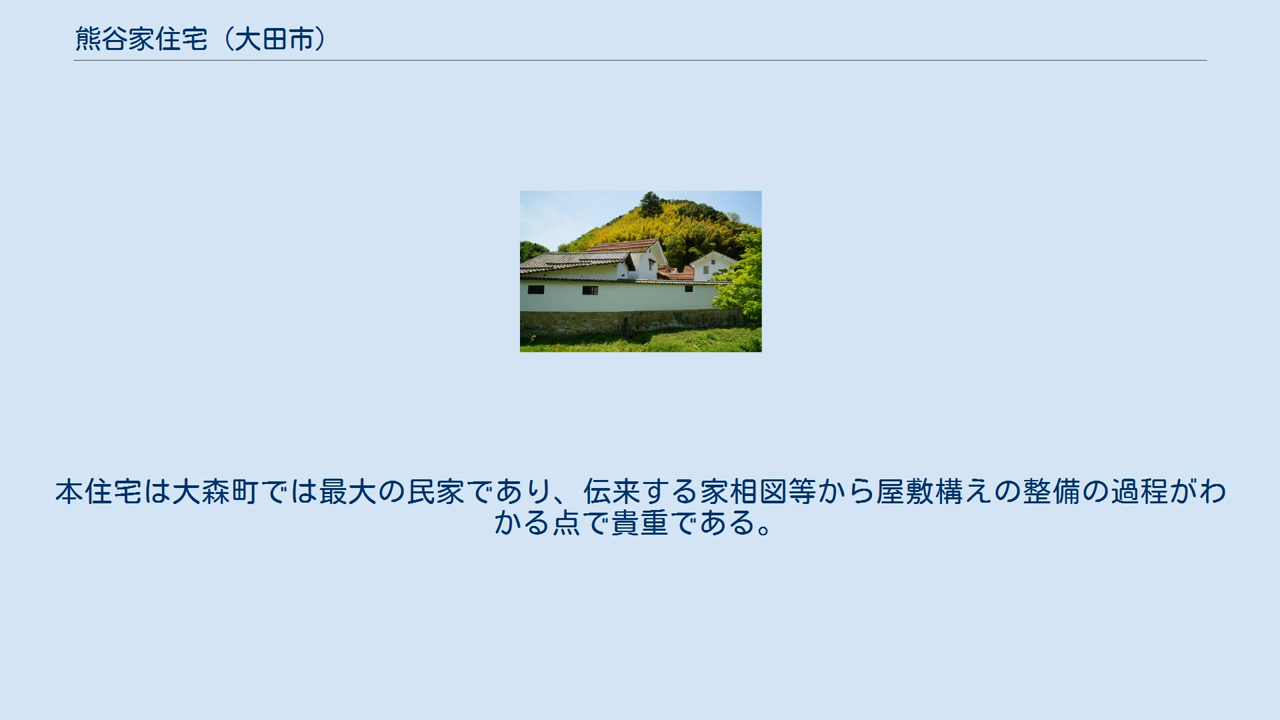 熊谷家住宅（大田市）
本住宅は大森町では最大の民家であり、伝来する家相図等から屋敷構えの整備の過程がわ
かる点で貴重である。